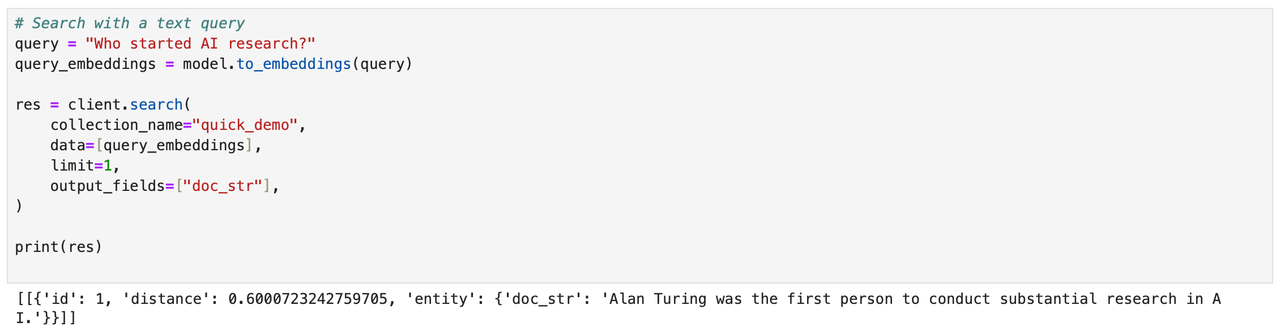 # Search with a text query
query = "Who started AI research?"
query_embeddings = model.to_embeddings(query)

res = client.search(
    collection_name="quick_demo",
    data=[query_embeddings],
    limit=1,
    output_fields=["doc_str"],
)

print(res)

[[{'id': 1, 'distance': 0.6000723242759705, 'entity': {'doc_str': 'Alan Turing was the first person to conduct substantial research in A
I.'}}]]